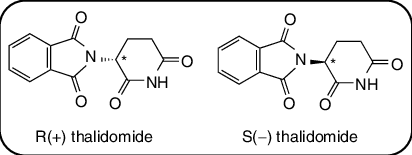 O O
N * O N * O
O O NH O O NH
R(+) thalidomide S(−) thalidomide